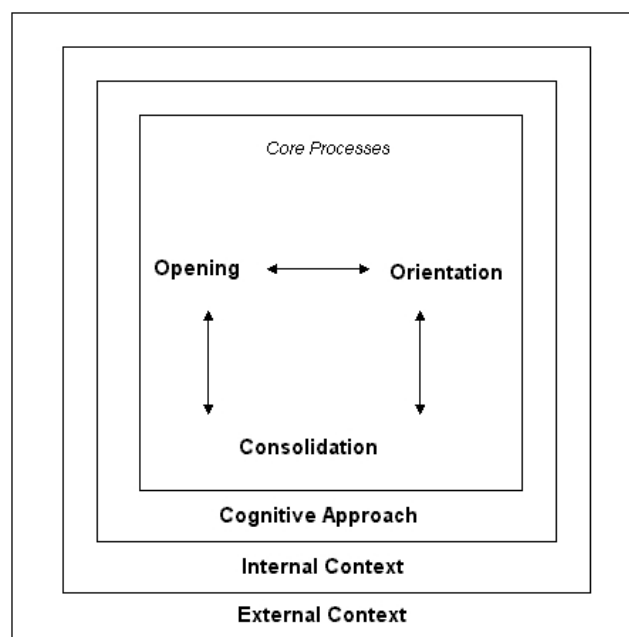 Core Processes
Opening
Orientation
Consolidation
Cognitive Approach
Internal Context
External Context